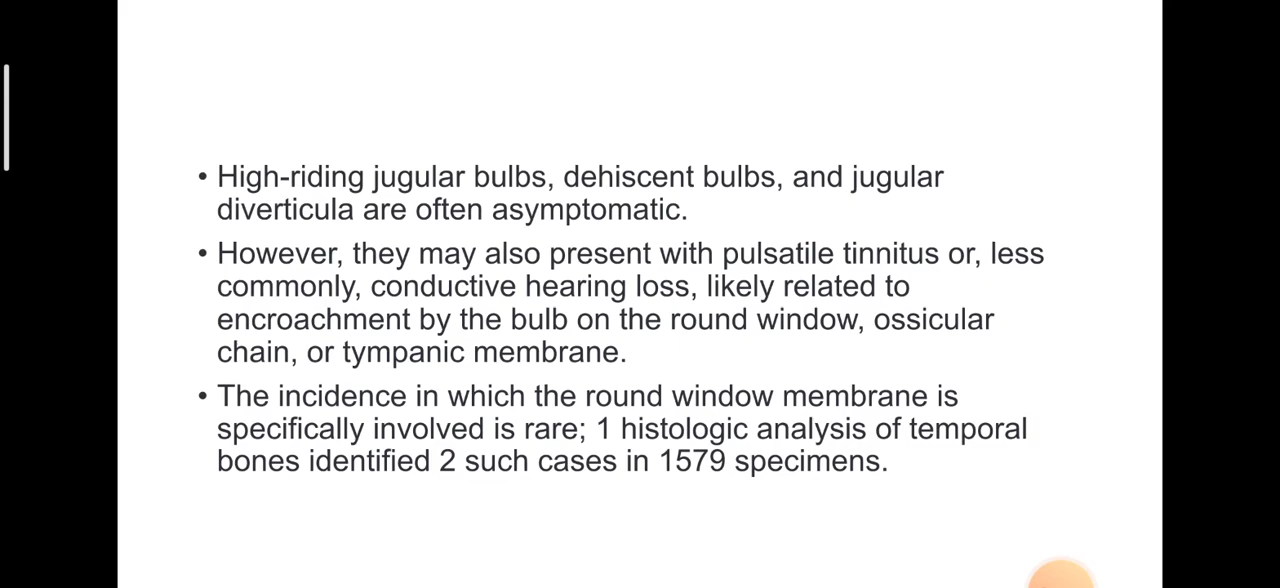 • High-riding jugular bulbs, dehiscent bulbs, and jugular
diverticula are often asymptomatic.
• However, they may also present with pulsatile tinnitus or, less
commonly, conductive hearing loss, likely related to
encroachment by the bulb on the round window, ossicular
chain, or tympanic membrane.
• The incidence in which the round window membrane is
specifically involved is rare; 1 histologic analysis of temporal
bones identified 2 such cases in 1579 specimens.